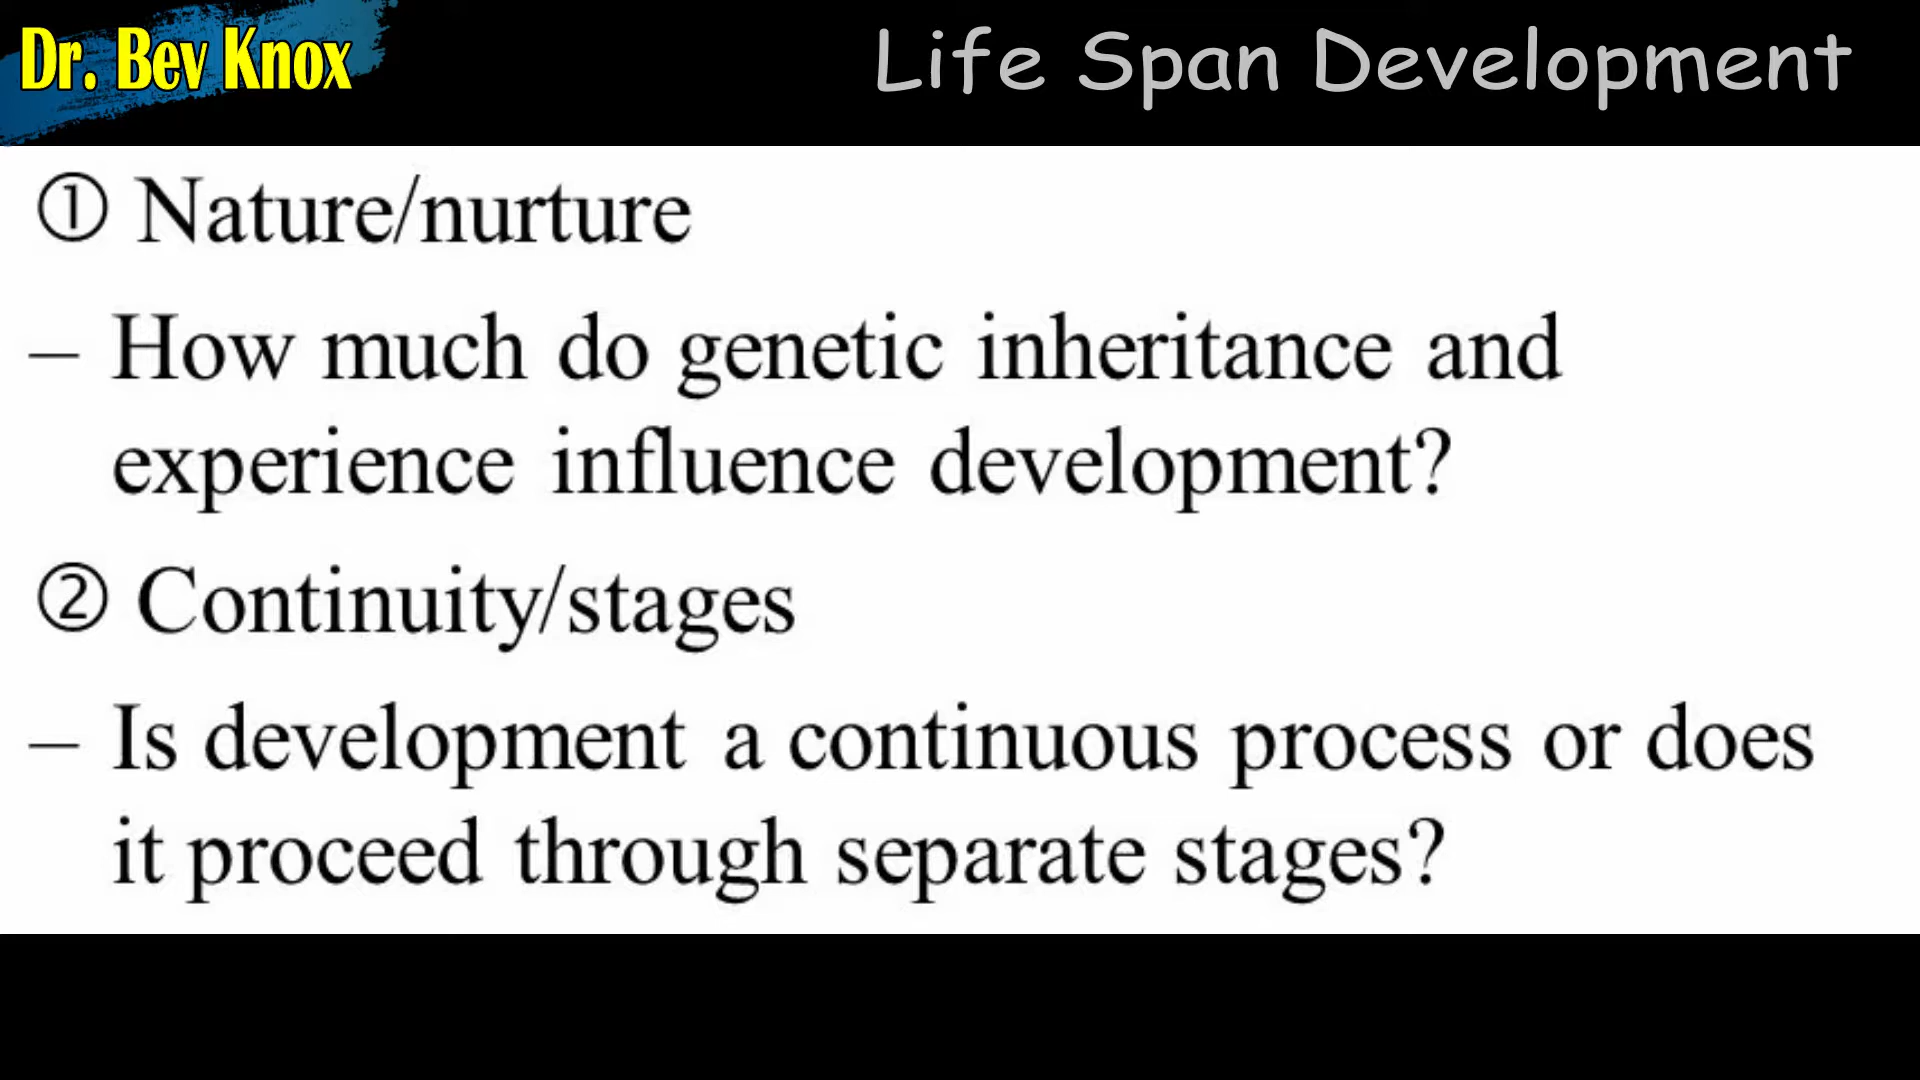 Dr. Bev Knox
Life Span Development
① Nature/nurture
– How much do genetic inheritance and
experience influence development?
② Continuity/stages
– Is development a continuous process or does
it proceed through separate stages?